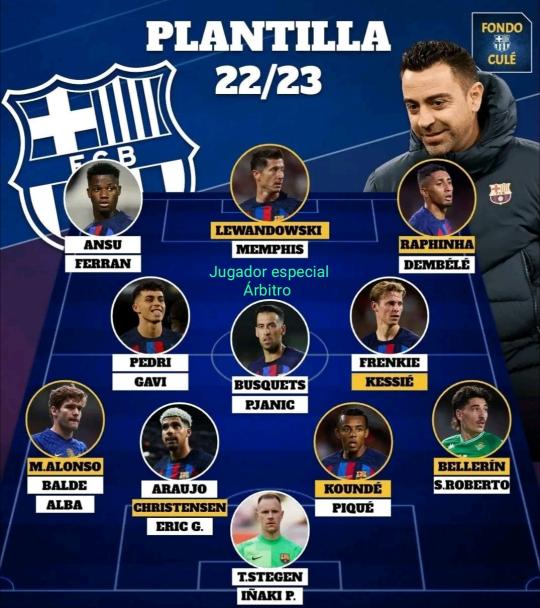 PLANTILLA
22/23
FONDO
CULÉ
F C B
ANSU
FERRAN
LEWANDOWSKI
MEMPHIS
RAPHINHA
DEMBÉLÉ
Jugador especial
Árbitro
PEDRI
GAVI
BUSQUETS
PJANIC
FRENKIE
KESSIÉ
M.ALONSO
BALDE
ALBA
ARAUJO
CHRISTENSEN
ERIC G.
KOUNDÉ
PIQUÉ
BELLERÍN
S.ROBERTO
T.STEGEN
IÑAKI P.